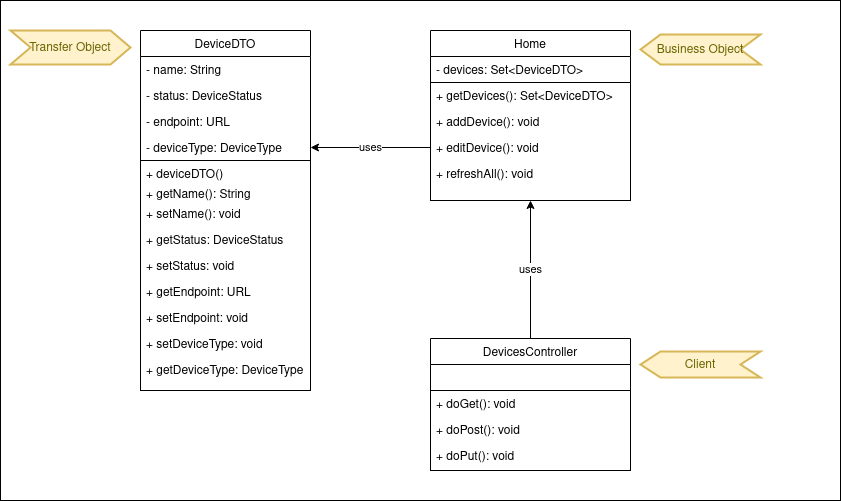 Transfer Object
DeviceDTO
- name: String
- status: DeviceStatus
- endpoint: URL
- deviceType: DeviceType
+ deviceDTO()
+ getName(): String
+ setName(): void
+ getStatus: DeviceStatus
+ setStatus: void
+ getEndpoint: URL
+ setEndpoint: void
+ setDeviceType: void
+ getDeviceType: DeviceType
uses
Home
- devices: Set<DeviceDTO>
+ getDevices(): Set<DeviceDTO>
+ addDevice(): void
+ editDevice(): void
+ refreshAll(): void
Business Object
uses
DevicesController
+ doGet(): void
+ doPost(): void
+ doPut(): void
Client